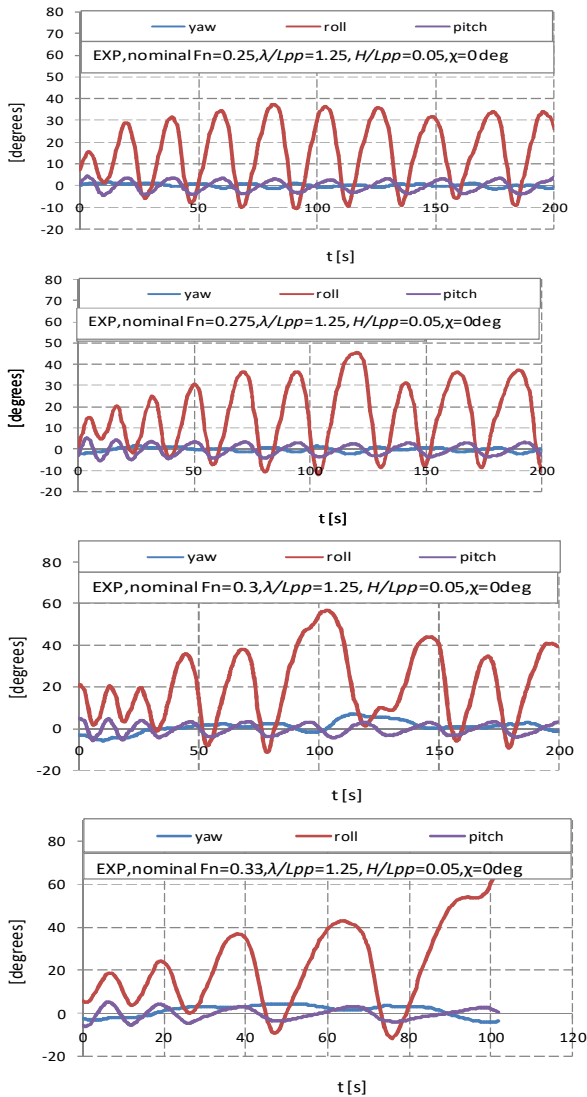 yaw roll pitch
EXP,nominal Fn=0.25,λ/Lpp=1.25, H/Lpp=0.05,χ=0deg
[degrees]
80
70
60
50
40
30
20
10
0
-10
-20
0 50 100 150 200
t [s]
yaw roll pitch
EXP,nominal Fn=0.275,λ/Lpp=1.25, H/Lpp=0.05,χ=0deg
[degrees]
80
70
60
50
40
30
20
10
0
-10
-20
0 50 100 150 200
t [s]
yaw roll pitch
EXP,nominal Fn=0.3,λ/Lpp=1.25, H/Lpp=0.05,χ=0deg
[degrees]
80
60
40
20
0
-20
0 50 100 150 200
t [s]
yaw roll pitch
EXP,nominal Fn=0.33,λ/Lpp=1.25, H/Lpp=0.05,χ=0deg
[degrees]
80
60
40
20
0
-20
0 20 40 60 80 100 120
t [s]